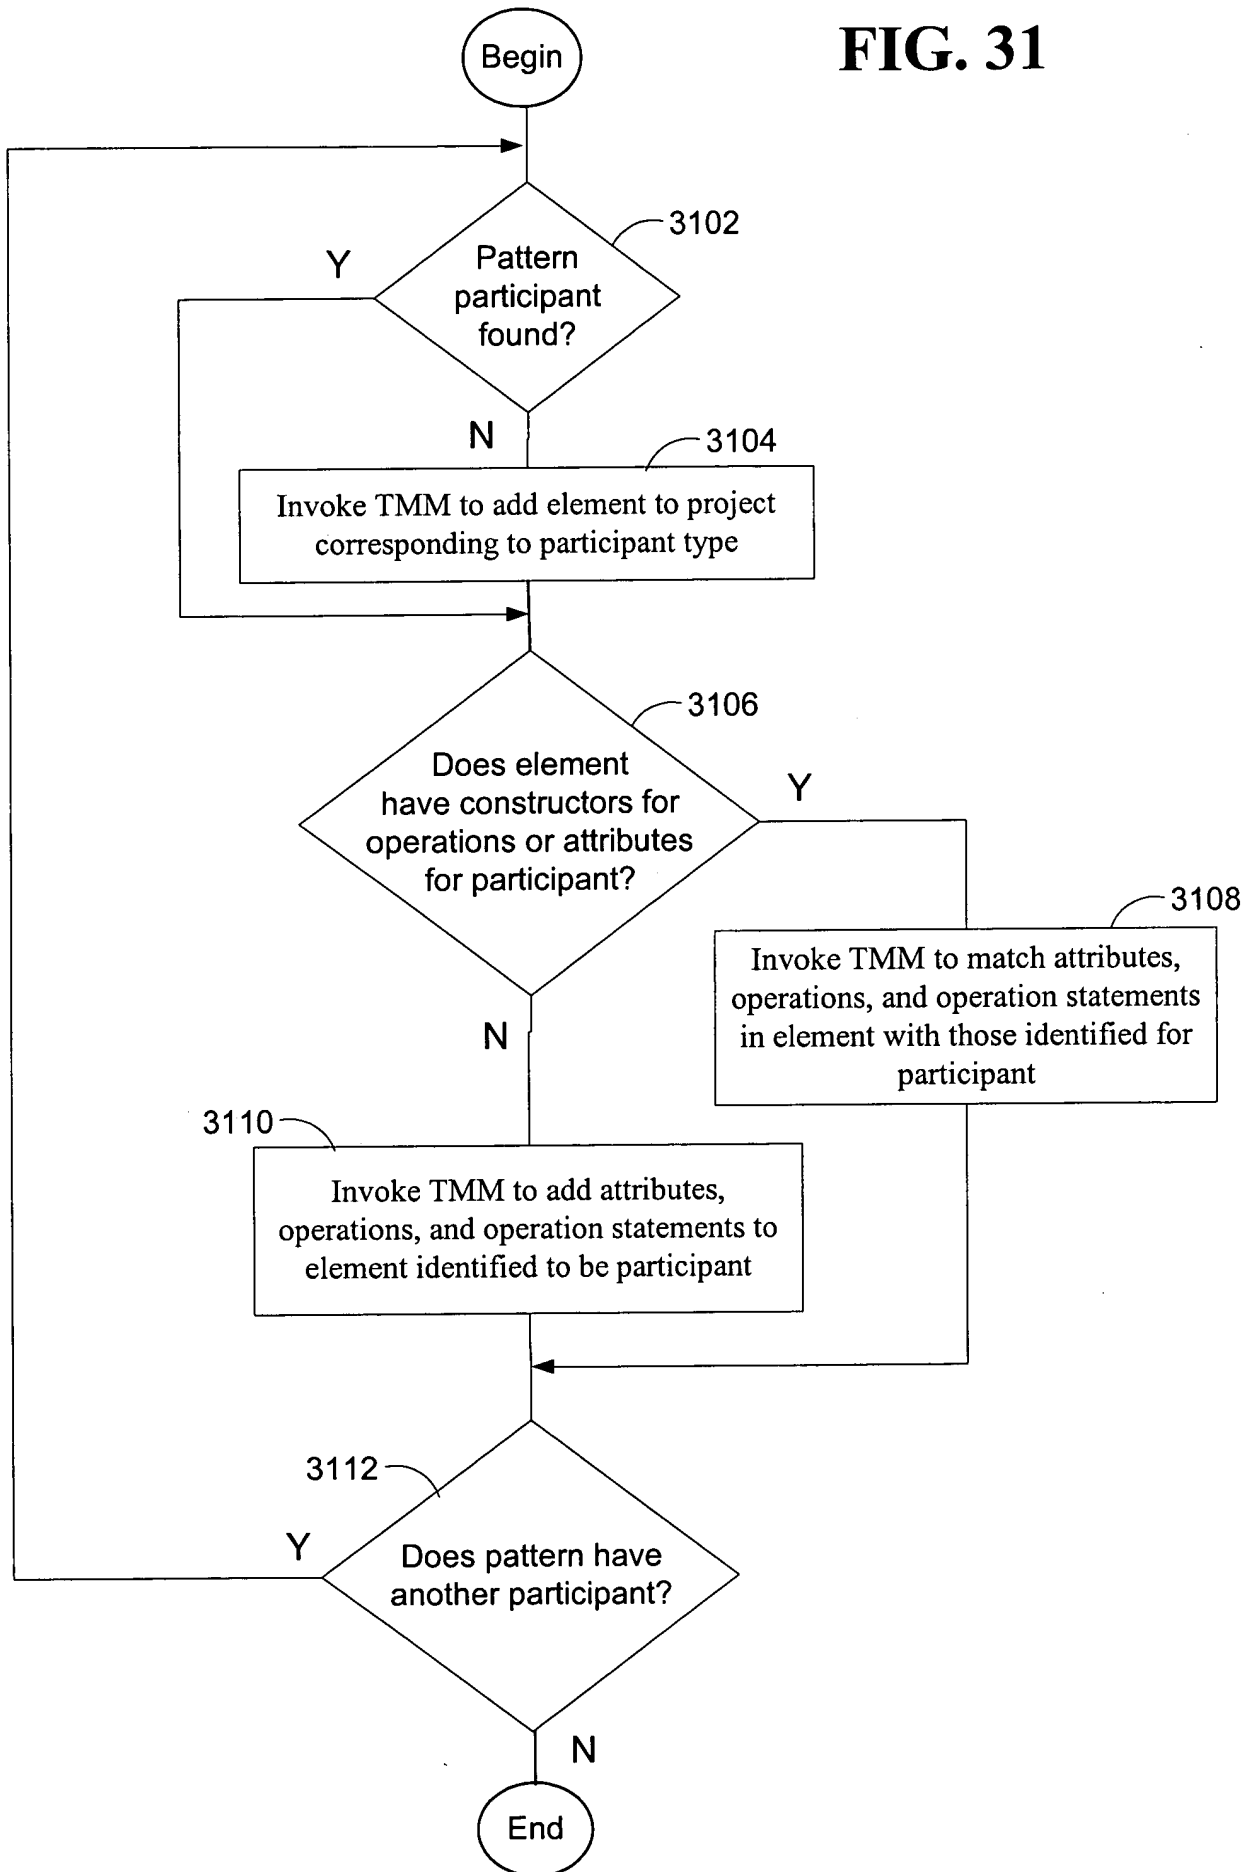 FIG. 31
Begin
3102
Y
Pattern
participant
found?
N
3104
Invoke TMM to add element to project
corresponding to participant type
3106
Does element
have constructors for
operations or attributes
for participant?
Y
3108
Invoke TMM to match attributes,
operations, and operation statements
in element with those identified for
participant
N
3110
Invoke TMM to add attributes,
operations, and operation statements to
element identified to be participant
3112
Y
Does pattern have
another participant?
N
End